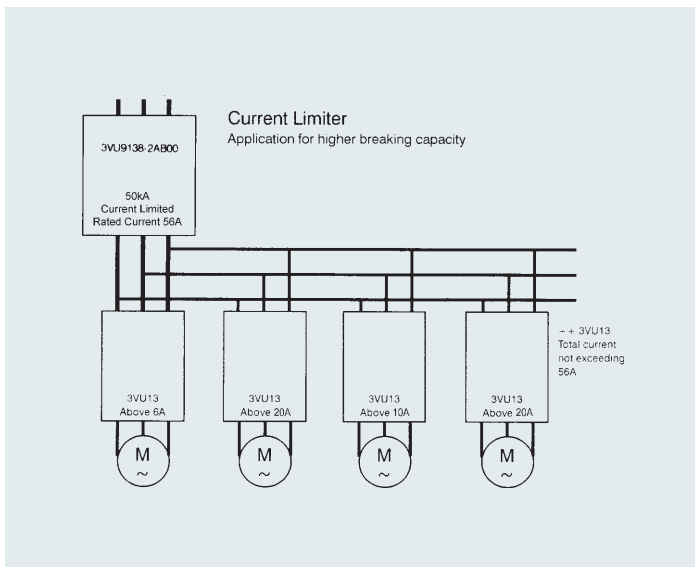 Current Limiter
Application for higher breaking capacity
3VU9138-2AB00
50kA
Current Limited
Rated Current 56A
3VU13
Above 6A
3VU13
Above 20A
3VU13
Above 10A
3VU13
Above 20A
-- + 3VU13
Total current
not exceeding
56A
M
~
M
~
M
~
M
~